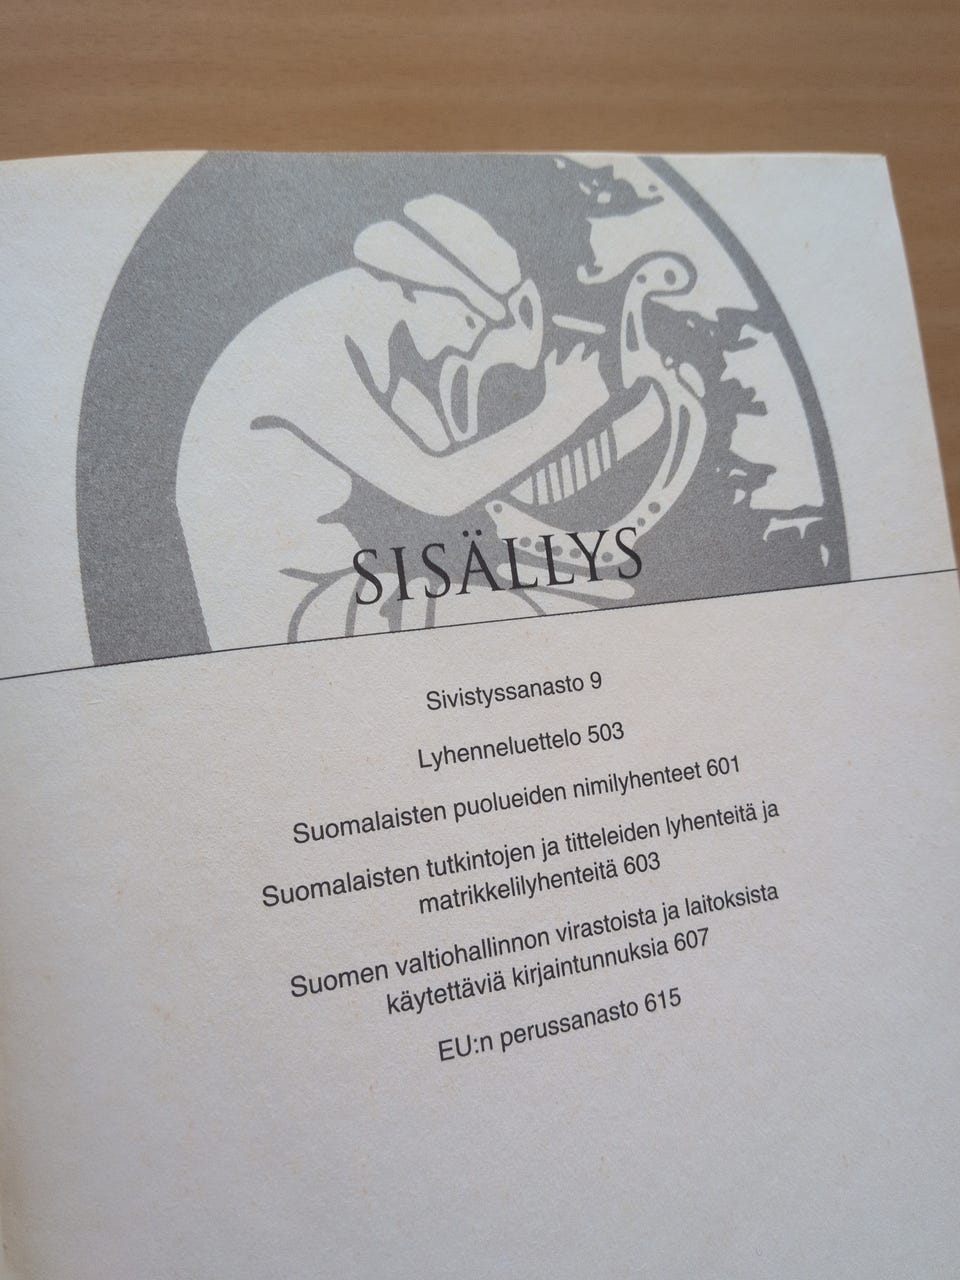 SISÄLLYS
Sivistyssanasto 9
Lyhenneluettelo 503
Suomalaisten puolueiden nimilyhenteet 601
Suomalaisten tutkintojen ja titteleiden lyhenteitä ja
matrikkelilyhenteitä 603
Suomen valtiohallinnon virastoista ja laitoksista
käytettäviä kirjaintunnuksia 607
EU:n perussanasto 615